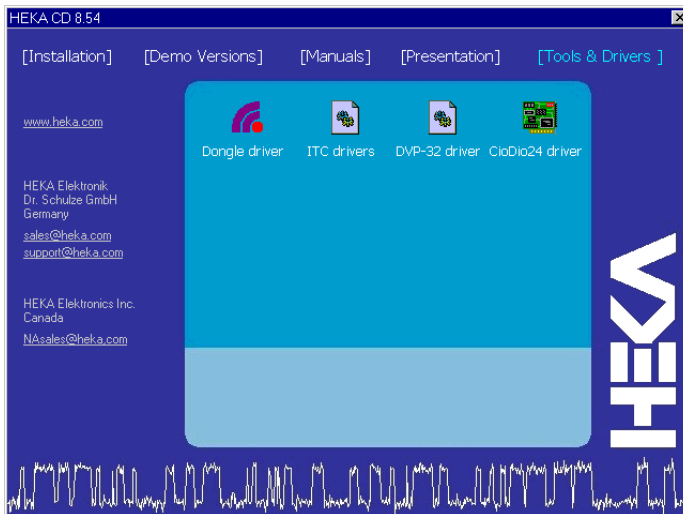 HEKA CD 8.54
[Installation] [Demo Versions] [Manuals] [Presentation] [Tools & Drivers ]
www.heka.com
Dongle driver ITC drivers DVP-32 driver CioDio24 driver
HEKA Elektronik
Dr. Schulze GmbH
Germany
sales@heka.com
support@heka.com
HEKA Elektronics Inc.
Canada
NAsales@heka.com
HEKA